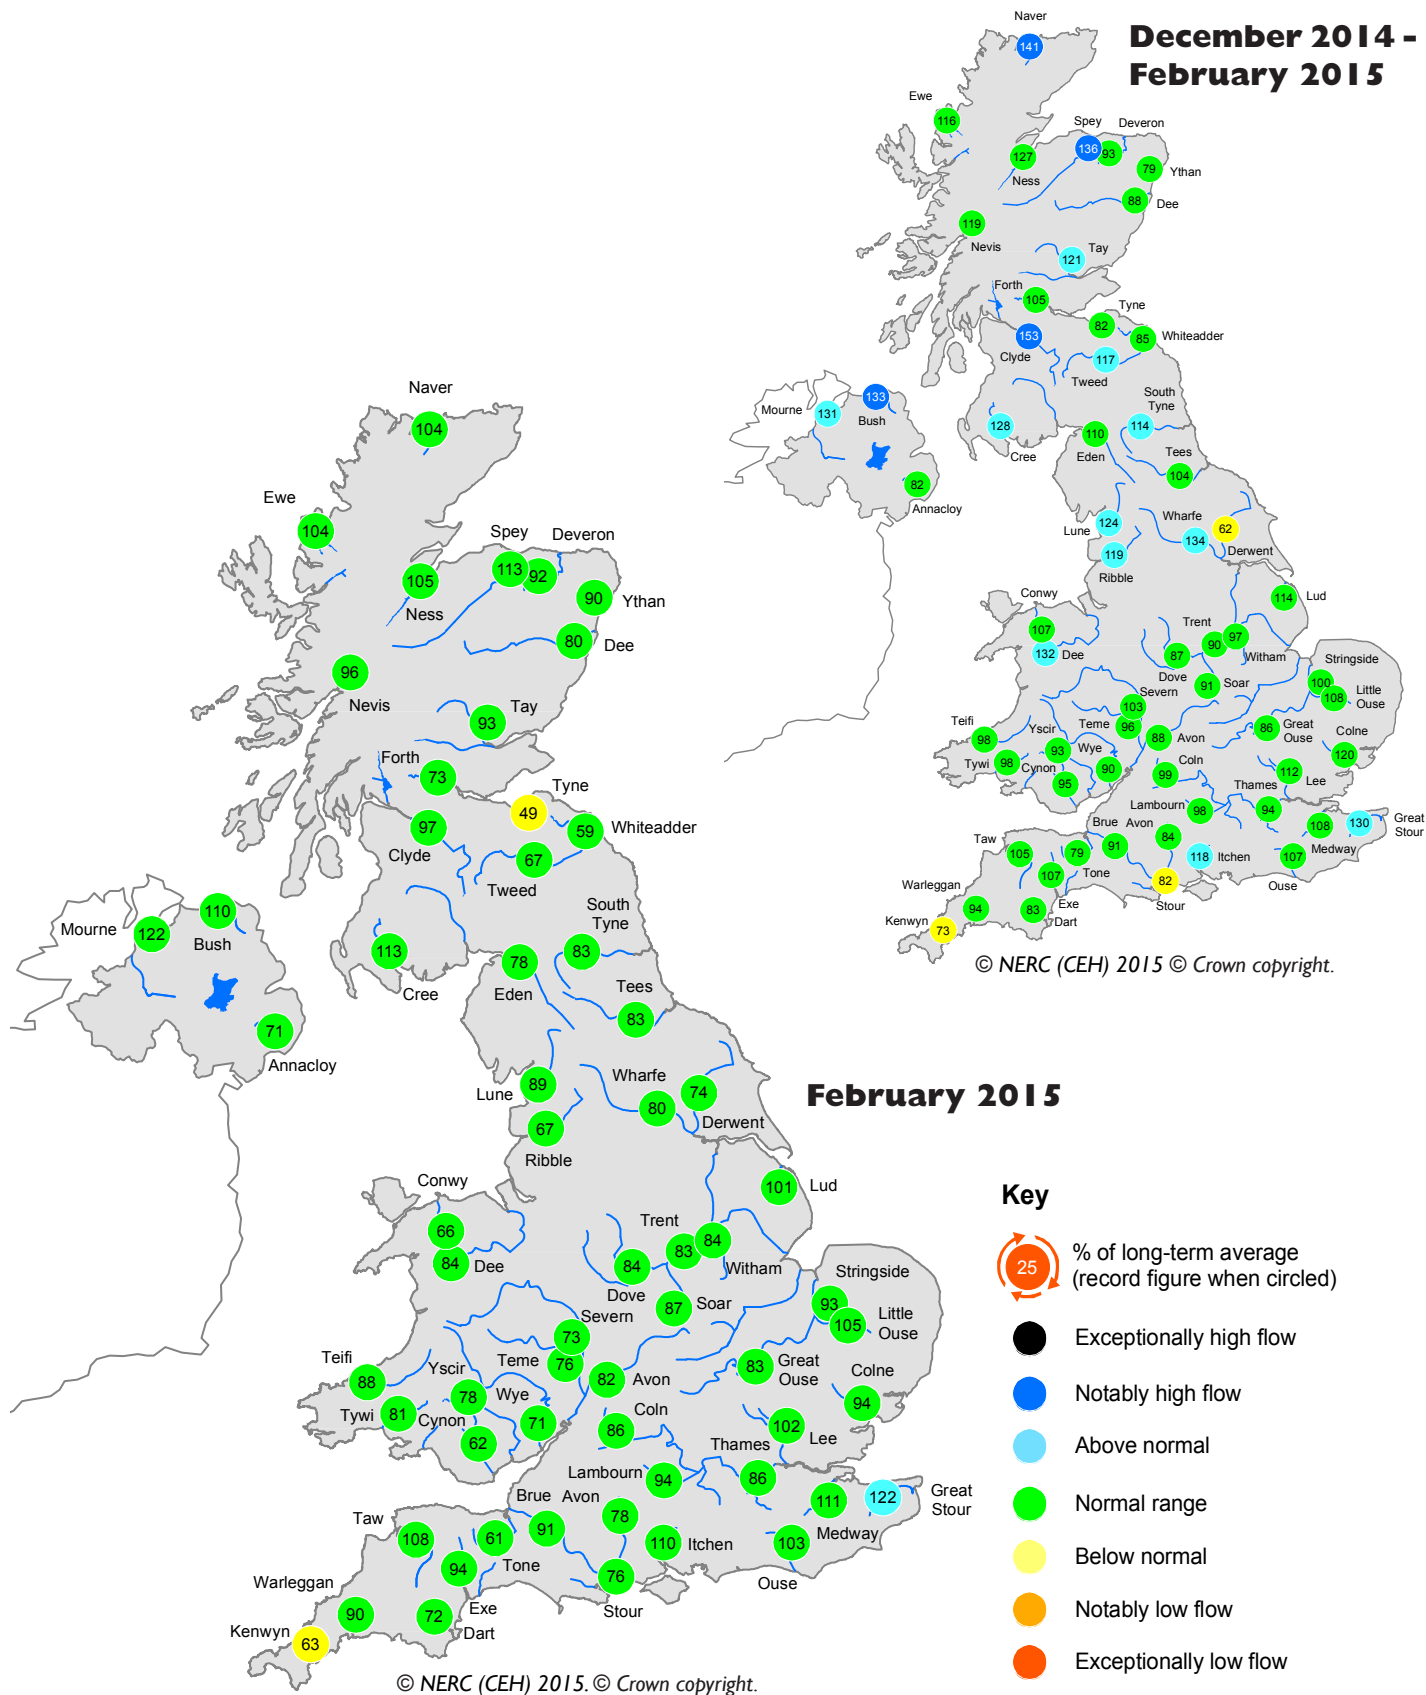 December 2014 -
February 2015
Naver
141
Ewe
116
Spey
Deveron
136
93
127
Ness
79
Ythan
88
Dee
119
Nevis
Tay
121
Forth
105
Tyne
82
85
Whiteadder
153
Clyde
117
Tweed
Mourne
131
133
Bush
128
Cree
110
Eden
South
Tyne
114
Tees
104
82
Annacloy
Lune
124
Wharfe
134
62
Derwent
119
Ribble
Conwy
107
132
Dee
114
Lud
Trent
90
97
Witham
87
Dove
91
Soar
Stringside
100
108
Little
Ouse
Severn
103
Teme
96
88
Avon
86
Great
Ouse
Colne
120
Teifi
98
Yscir
93
Wye
90
Tywi
98
Cynon
95
Coln
99
112
Lee
Lambourn
98
Thames
94
108
Medway
130
Great
Stour
Brue
91
Avon
84
118
Itchen
107
Ouse
Taw
105
79
Tone
107
Exe
82
Stour
Warleggan
94
83
Dart
Kenwyn
73
© NERC (CEH) 2015 © Crown copyright.
Naver
104
Ewe
104
Spey
Deveron
113
92
105
Ness
90
Ythan
80
Dee
96
Nevis
Tay
93
Forth
73
Tyne
49
59
Whiteadder
97
Clyde
67
Tweed
Mourne
122
110
Bush
113
Cree
78
Eden
South
Tyne
83
Tees
83
71
Annacloy
Lune
89
Wharfe
80
74
Derwent
February 2015
67
Ribble
Conwy
66
84
Dee
101
Lud
Trent
83
84
Witham
84
Dove
87
Soar
Stringside
93
105
Little
Ouse
Severn
73
Teme
76
82
Avon
83
Great
Ouse
Colne
94
Teifi
88
Yscir
78
Wye
71
Tywi
81
Cynon
62
Coln
86
102
Lee
Lambourn
94
Thames
86
111
Medway
122
Great
Stour
Brue
91
Avon
78
110
Itchen
103
Ouse
Taw
108
61
Tone
94
Exe
76
Stour
Warleggan
90
72
Dart
Kenwyn
63
© NERC (CEH) 2015. © Crown copyright.
Key
25
% of long-term average
(record figure when circled)
Exceptionally high flow
Notably high flow
Above normal
Normal range
Below normal
Notably low flow
Exceptionally low flow